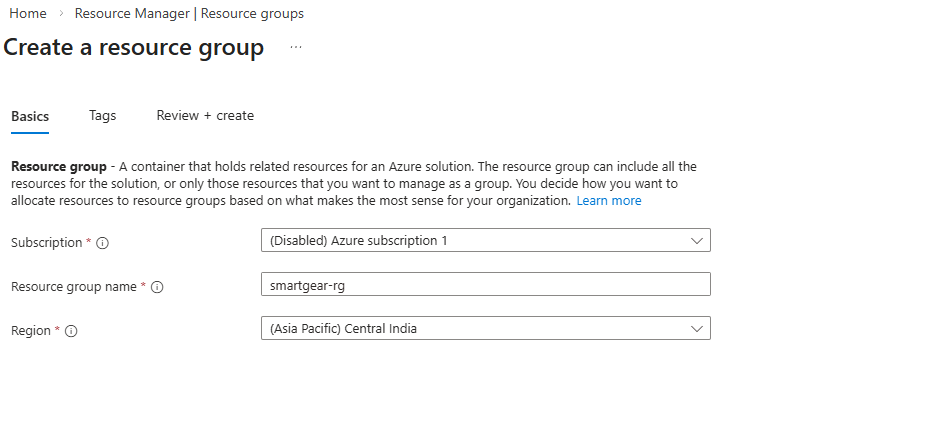 Home > Resource Manager | Resource groups
Create a resource group ...
Basics Tags Review + create
Resource group - A container that holds related resources for an Azure solution. The resource group can include all the
resources for the solution, or only those resources that you want to manage as a group. You decide how you want to
allocate resources to resource groups based on what makes the most sense for your organization. Learn more
Subscription * (Disabled) Azure subscription 1
Resource group name * smartgear-rg
Region * (Asia Pacific) Central India